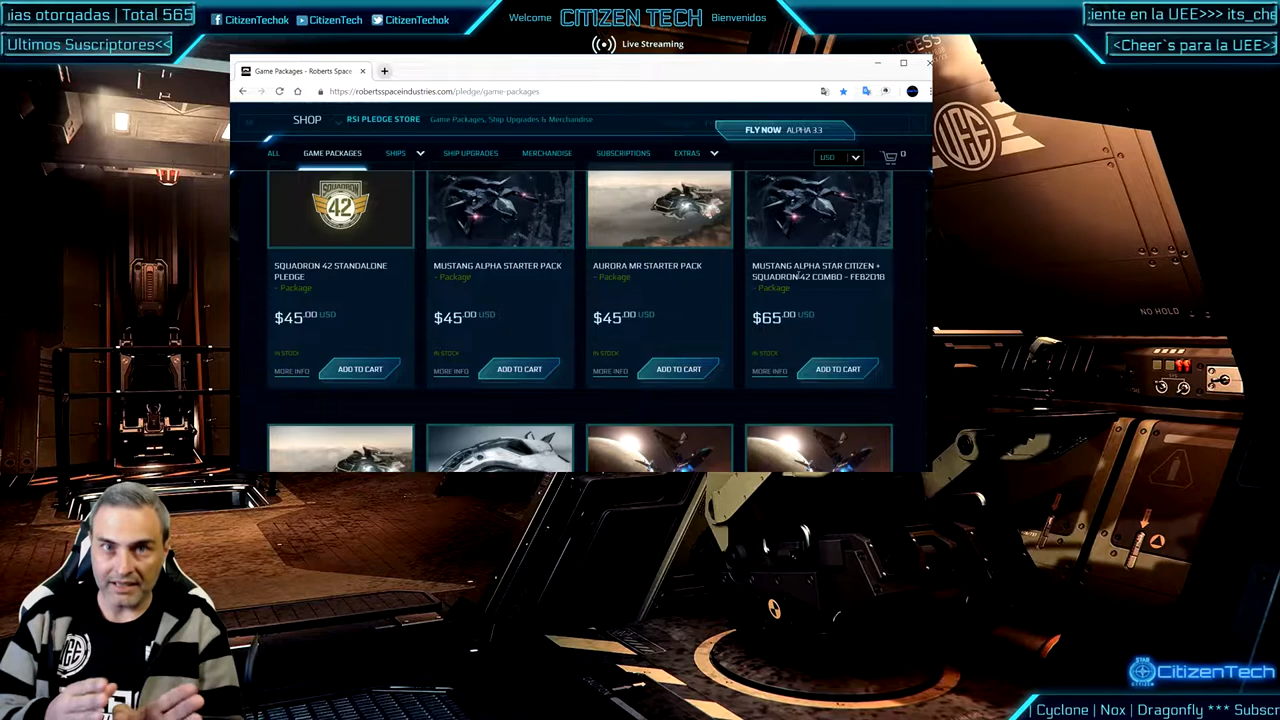 ias otorqadas | Total 565
Ultimos Suscriptores<<
CitizenTechok
CitizenTech
CitizenTechok
Welcome
CITIZEN TECH
Bienvenidos
Live Streaming
iente en la UEE>>> its_che
<Cheer`s para la UEE>>
Game Packages - Roberts Space
https://robertsspaceindustries.com/pledge/game-packages
SHOP
RSI PLEDGE STORE
Game Packages, Ship Upgrades & Merchandise
FLY NOW ALPHA 3.3
ALL
GAME PACKAGES
SHIPS
SHIP UPGRADES
MERCHANDISE
SUBSCRIPTIONS
EXTRAS
USD
0
SQUADRON
42
SQUADRON 42 STANDALONE
PLEDGE
- Package
$45.00 USD
IN STOCK
MORE INFO
ADD TO CART
MUSTANG ALPHA STARTER PACK
- Package
$45.00 USD
IN STOCK
MORE INFO
ADD TO CART
AURORA MR STARTER PACK
- Package
$45.00 USD
IN STOCK
MORE INFO
ADD TO CART
MUSTANG ALPHA STAR CITIZEN +
SQUADRON 42 COMBO - FEB2018
- Package
$65.00 USD
IN STOCK
MORE INFO
ADD TO CART
UEE
NO HOLD
UEE
STAR
CITIZEN
CitizenTech
| Cyclone | Nox | Dragonfly *** Subscr